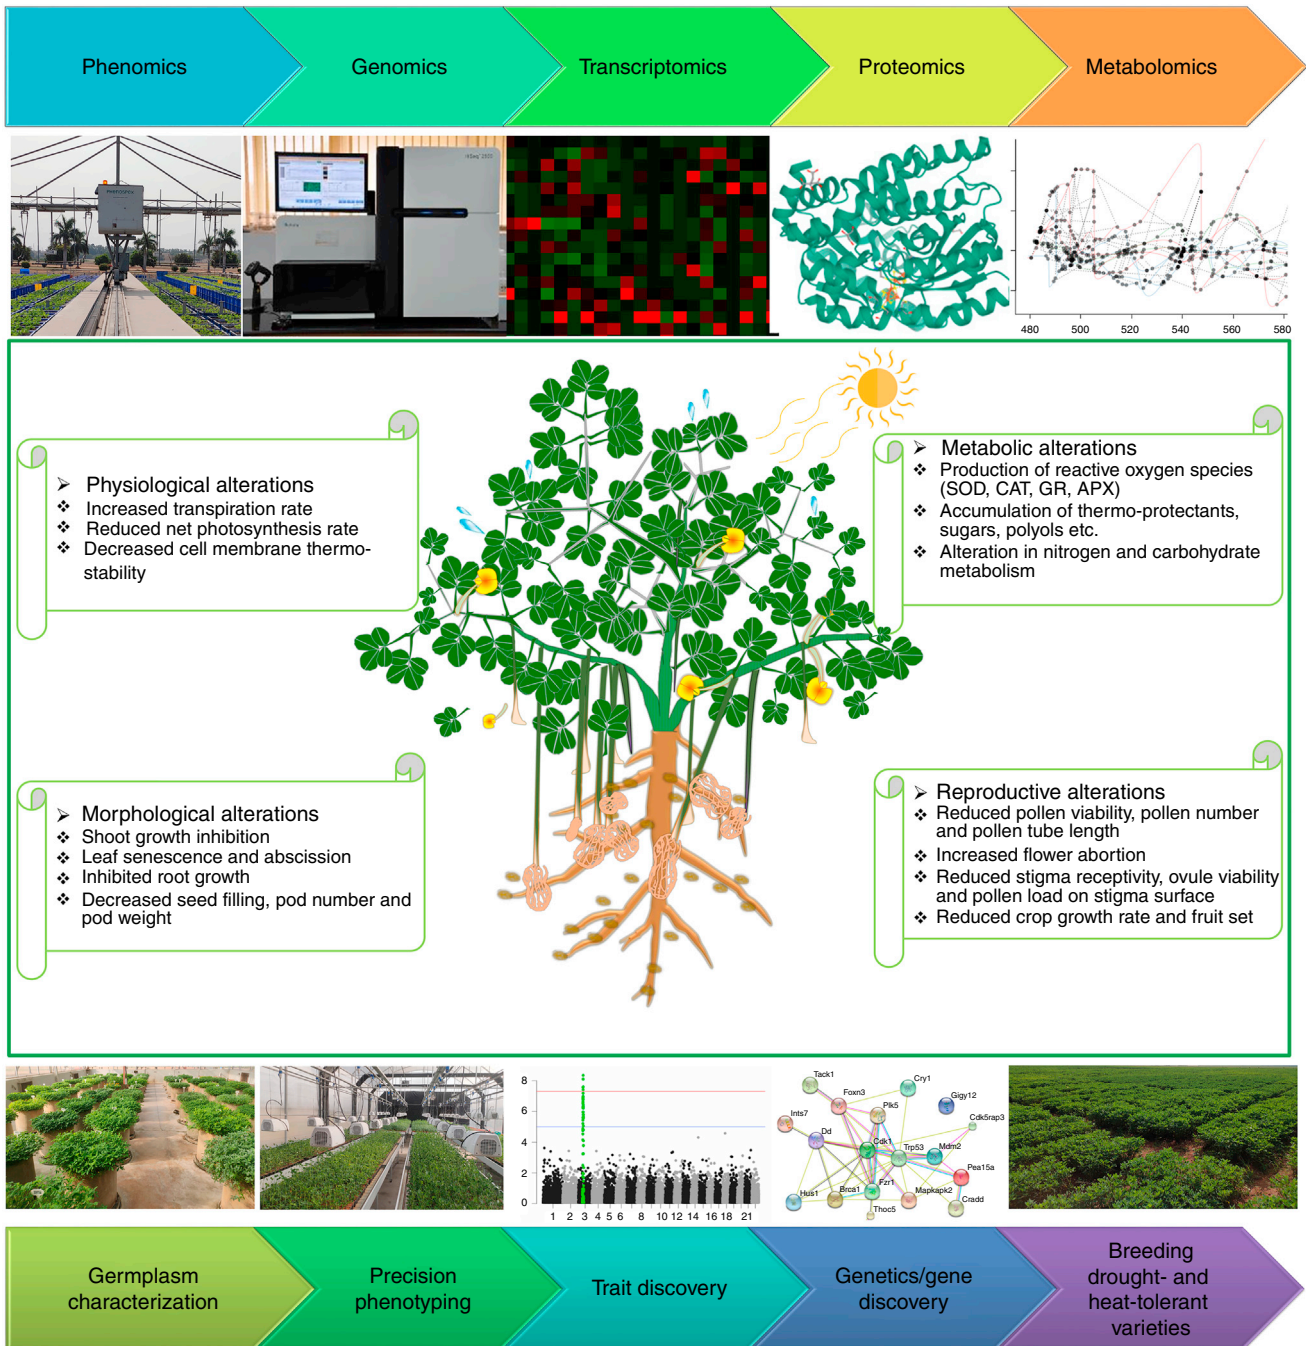 Phenomics
Genomics
Transcriptomics
Proteomics
Metabolomics
480
500
520
540
560
580
Physiological alterations
Increased transpiration rate
Reduced net photosynthesis rate
Decreased cell membrane thermo-
stability
Metabolic alterations
Production of reactive oxygen species
(SOD, CAT, GR, APX)
Accumulation of thermo-protectants,
sugars, polyols etc.
Alteration in nitrogen and carbohydrate
metabolism
Morphological alterations
Shoot growth inhibition
Leaf senescence and abscission
Inhibited root growth
Decreased seed filling, pod number and
pod weight
Reproductive alterations
Reduced pollen viability, pollen number
and pollen tube length
Increased flower abortion
Reduced stigma receptivity, ovule viability
and pollen load on stigma surface
Reduced crop growth rate and fruit set
8
6
4
2
0
1 2 3 4 5 6 8 10 12 14 16 18 21
Tack1
Cry1
Foxn3
Gigy12
Plk5
Ints7
Cdk5rap3
Dd
Cdk1
Trp53
Mdm2
Pea15a
Fzr1
Hus1
Brca1
Mapkapk2
Cradd
Thoc5
Germplasm
characterization
Precision
phenotyping
Trait discovery
Genetics/gene
discovery
Breeding
drought- and
heat-tolerant
varieties